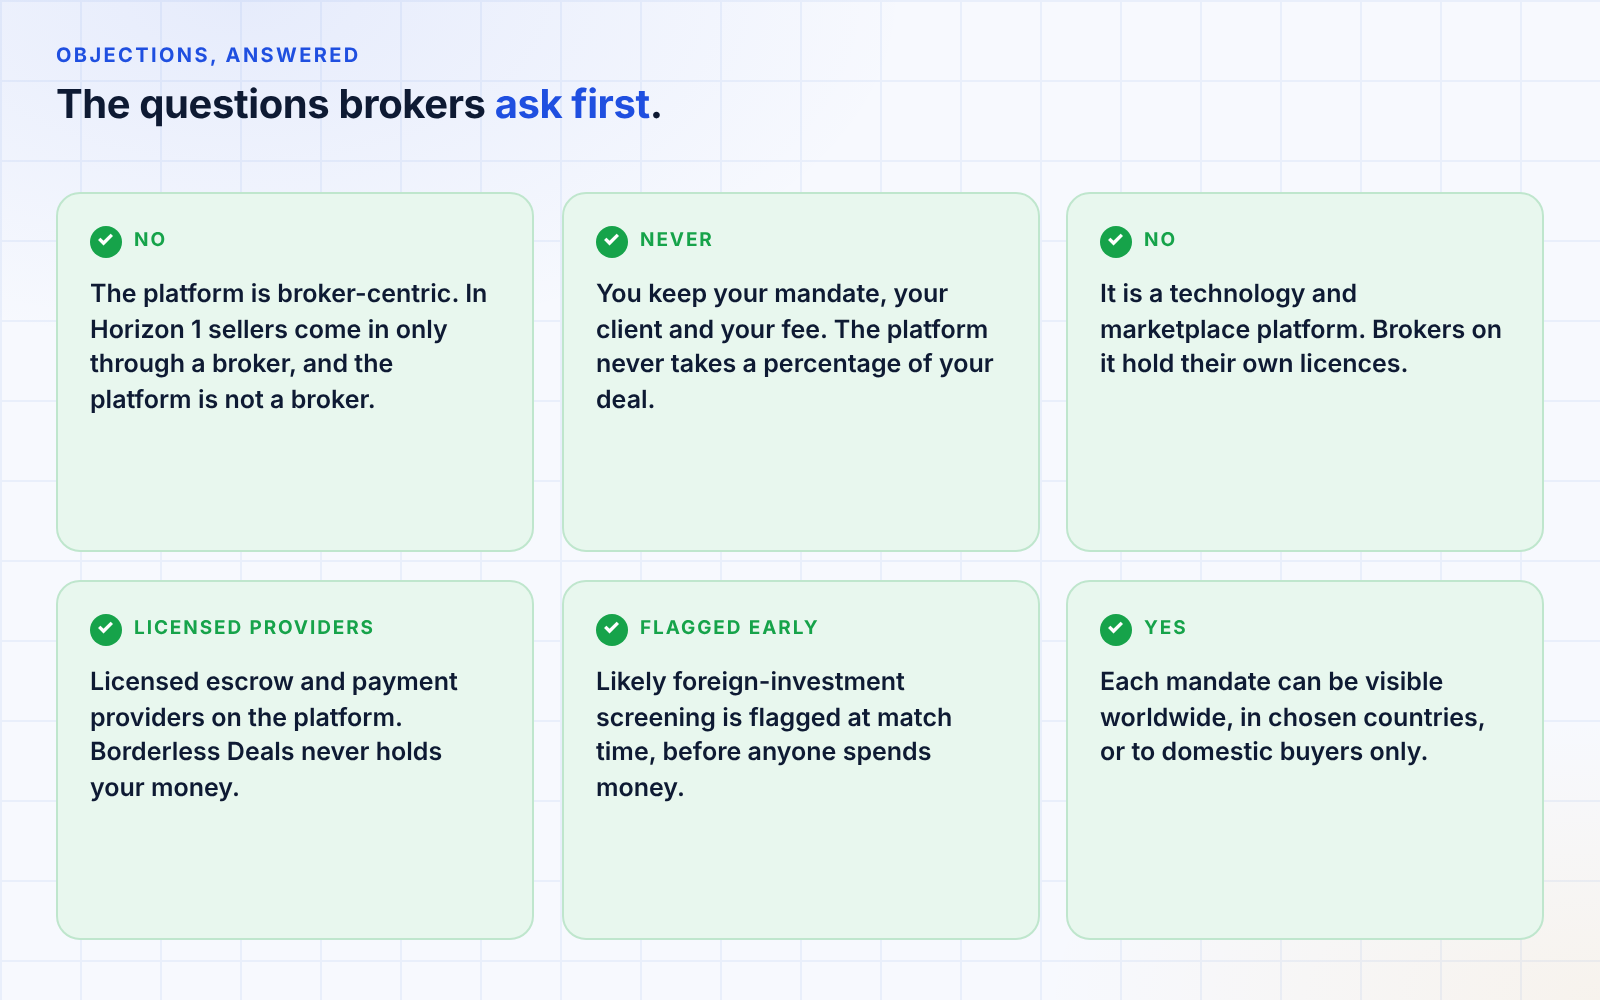 OBJECTIONS, ANSWERED
The questions brokers ask first.
NO
The platform is broker-centric. In
Horizon 1 sellers come in only
through a broker, and the
platform is not a broker.
NEVER
You keep your mandate, your
client and your fee. The platform
never takes a percentage of your
deal.
NO
It is a technology and
marketplace platform. Brokers on
it hold their own licences.
LICENSED PROVIDERS
Licensed escrow and payment
providers on the platform.
Borderless Deals never holds
your money.
FLAGGED EARLY
Likely foreign-investment
screening is flagged at match
time, before anyone spends
money.
YES
Each mandate can be visible
worldwide, in chosen countries,
or to domestic buyers only.